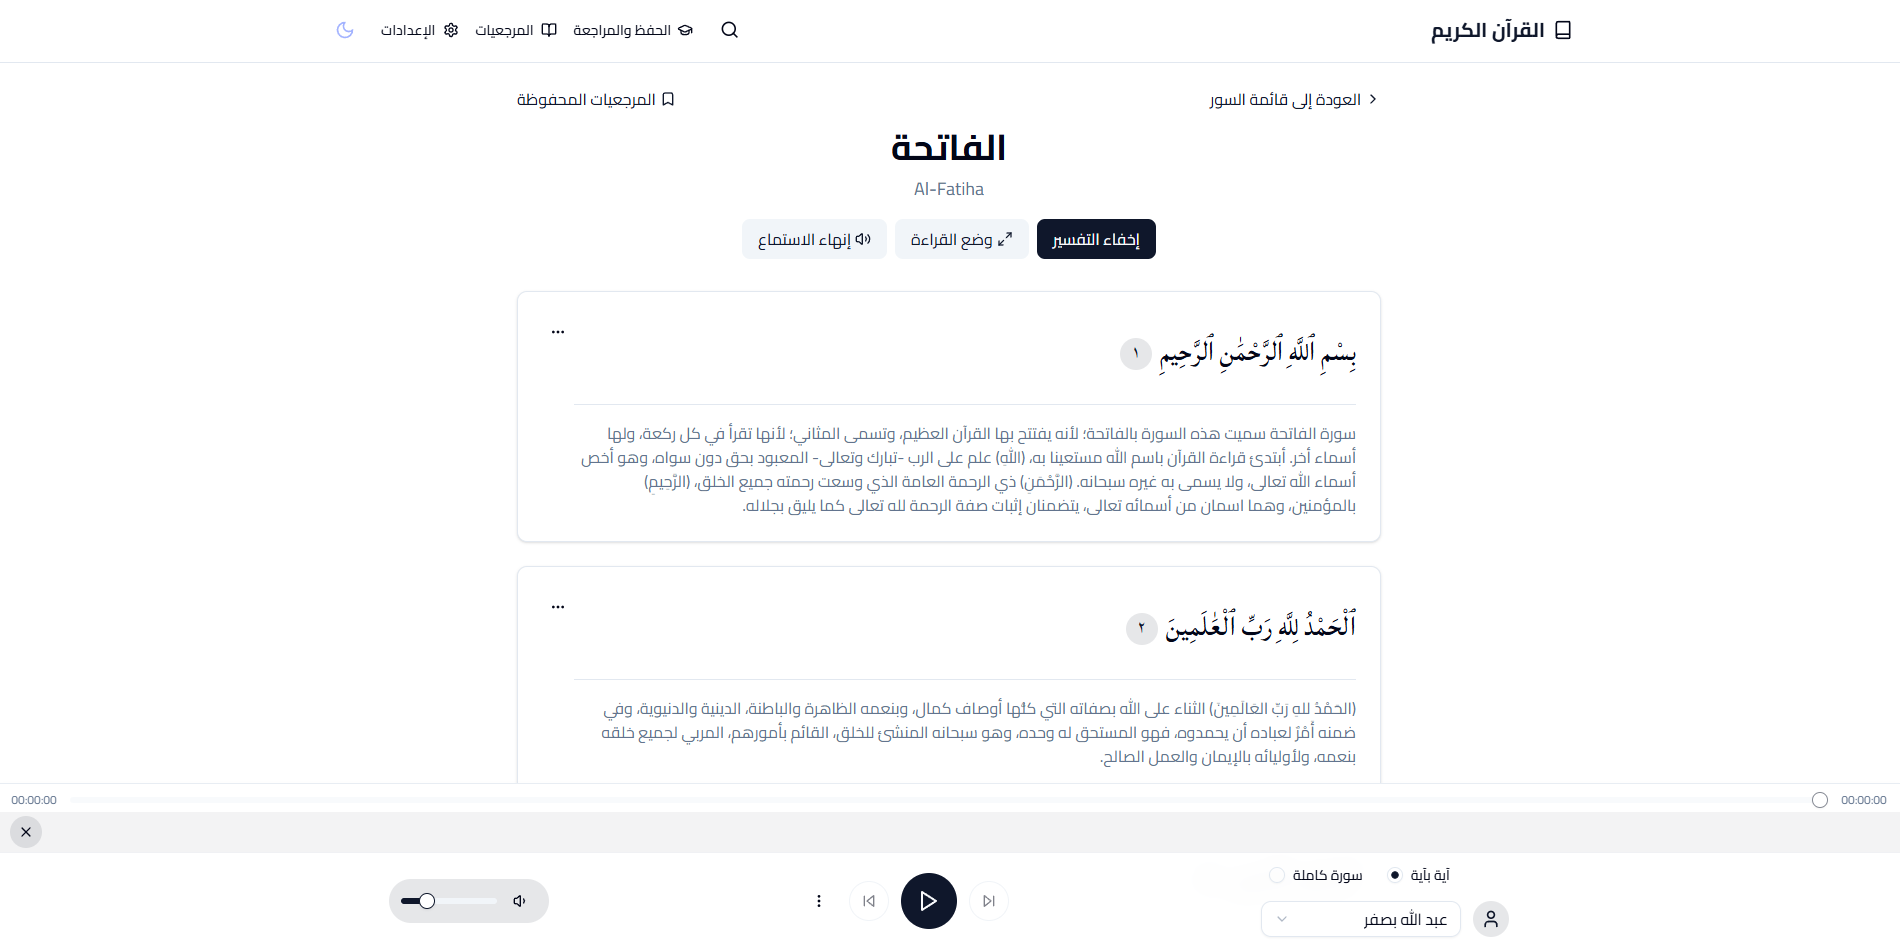 القرآن الكريم
الحفظ والمراجعة
المرجعيات
الإعدادات
العودة إلى قائمة السور
المرجعيات المحفوظة
الفاتحة
Al-Fatiha
إخفاء التفسير
وضع القراءة
إنهاء الاستماع
بِسْمِ ٱللَّهِ ٱلرَّحْمَٰنِ ٱلرَّحِيمِ ١
سورة الفاتحة سميت هذه السورة بالفاتحة؛ لأنه يفتتح بها القرآن العظيم، وتسمى المثاني؛ لأنها تقرأ في كل ركعة، ولها
أسماء أخر. أبتدئ قراءة القرآن باسم الله مستعينا به، (اللهِ) علم على الرب -تبارك وتعالى- المعبود بحق دون سواه، وهو أخص
أسماء الله تعالى، ولا يسمى به غيره سبحانه. (الرَّحْمَنِ) ذي الرحمة العامة الذي وسعت رحمته جميع الخلق، (الرَّحِيمِ)
بالمؤمنين، وهما اسمان من أسمائه تعالى، يتضمنان إثبات صفة الرحمة لله تعالى كما يليق بجلاله.
ٱلْحَمْدُ لِلَّهِ رَبِّ ٱلْعَٰلَمِينَ ٢
(الحَمْدُ للهِ رَبِّ العَالَمِينَ) الثناء على الله بصفاته التي كلُّها أوصاف كمال، وبنعمه الظاهرة والباطنة، الدينية والدنيوية، وفي
ضمنه أَمْرٌ لعباده أن يحمدوه، فهو المستحق له وحده، وهو سبحانه المنشئ للخلق، القائم بأمورهم، المربي لجميع خلقه
بنعمه، ولأوليائه بالإيمان والعمل الصالح.
00:00:00
00:00:00
آية بآية
سورة كاملة
عبد الله بصفر